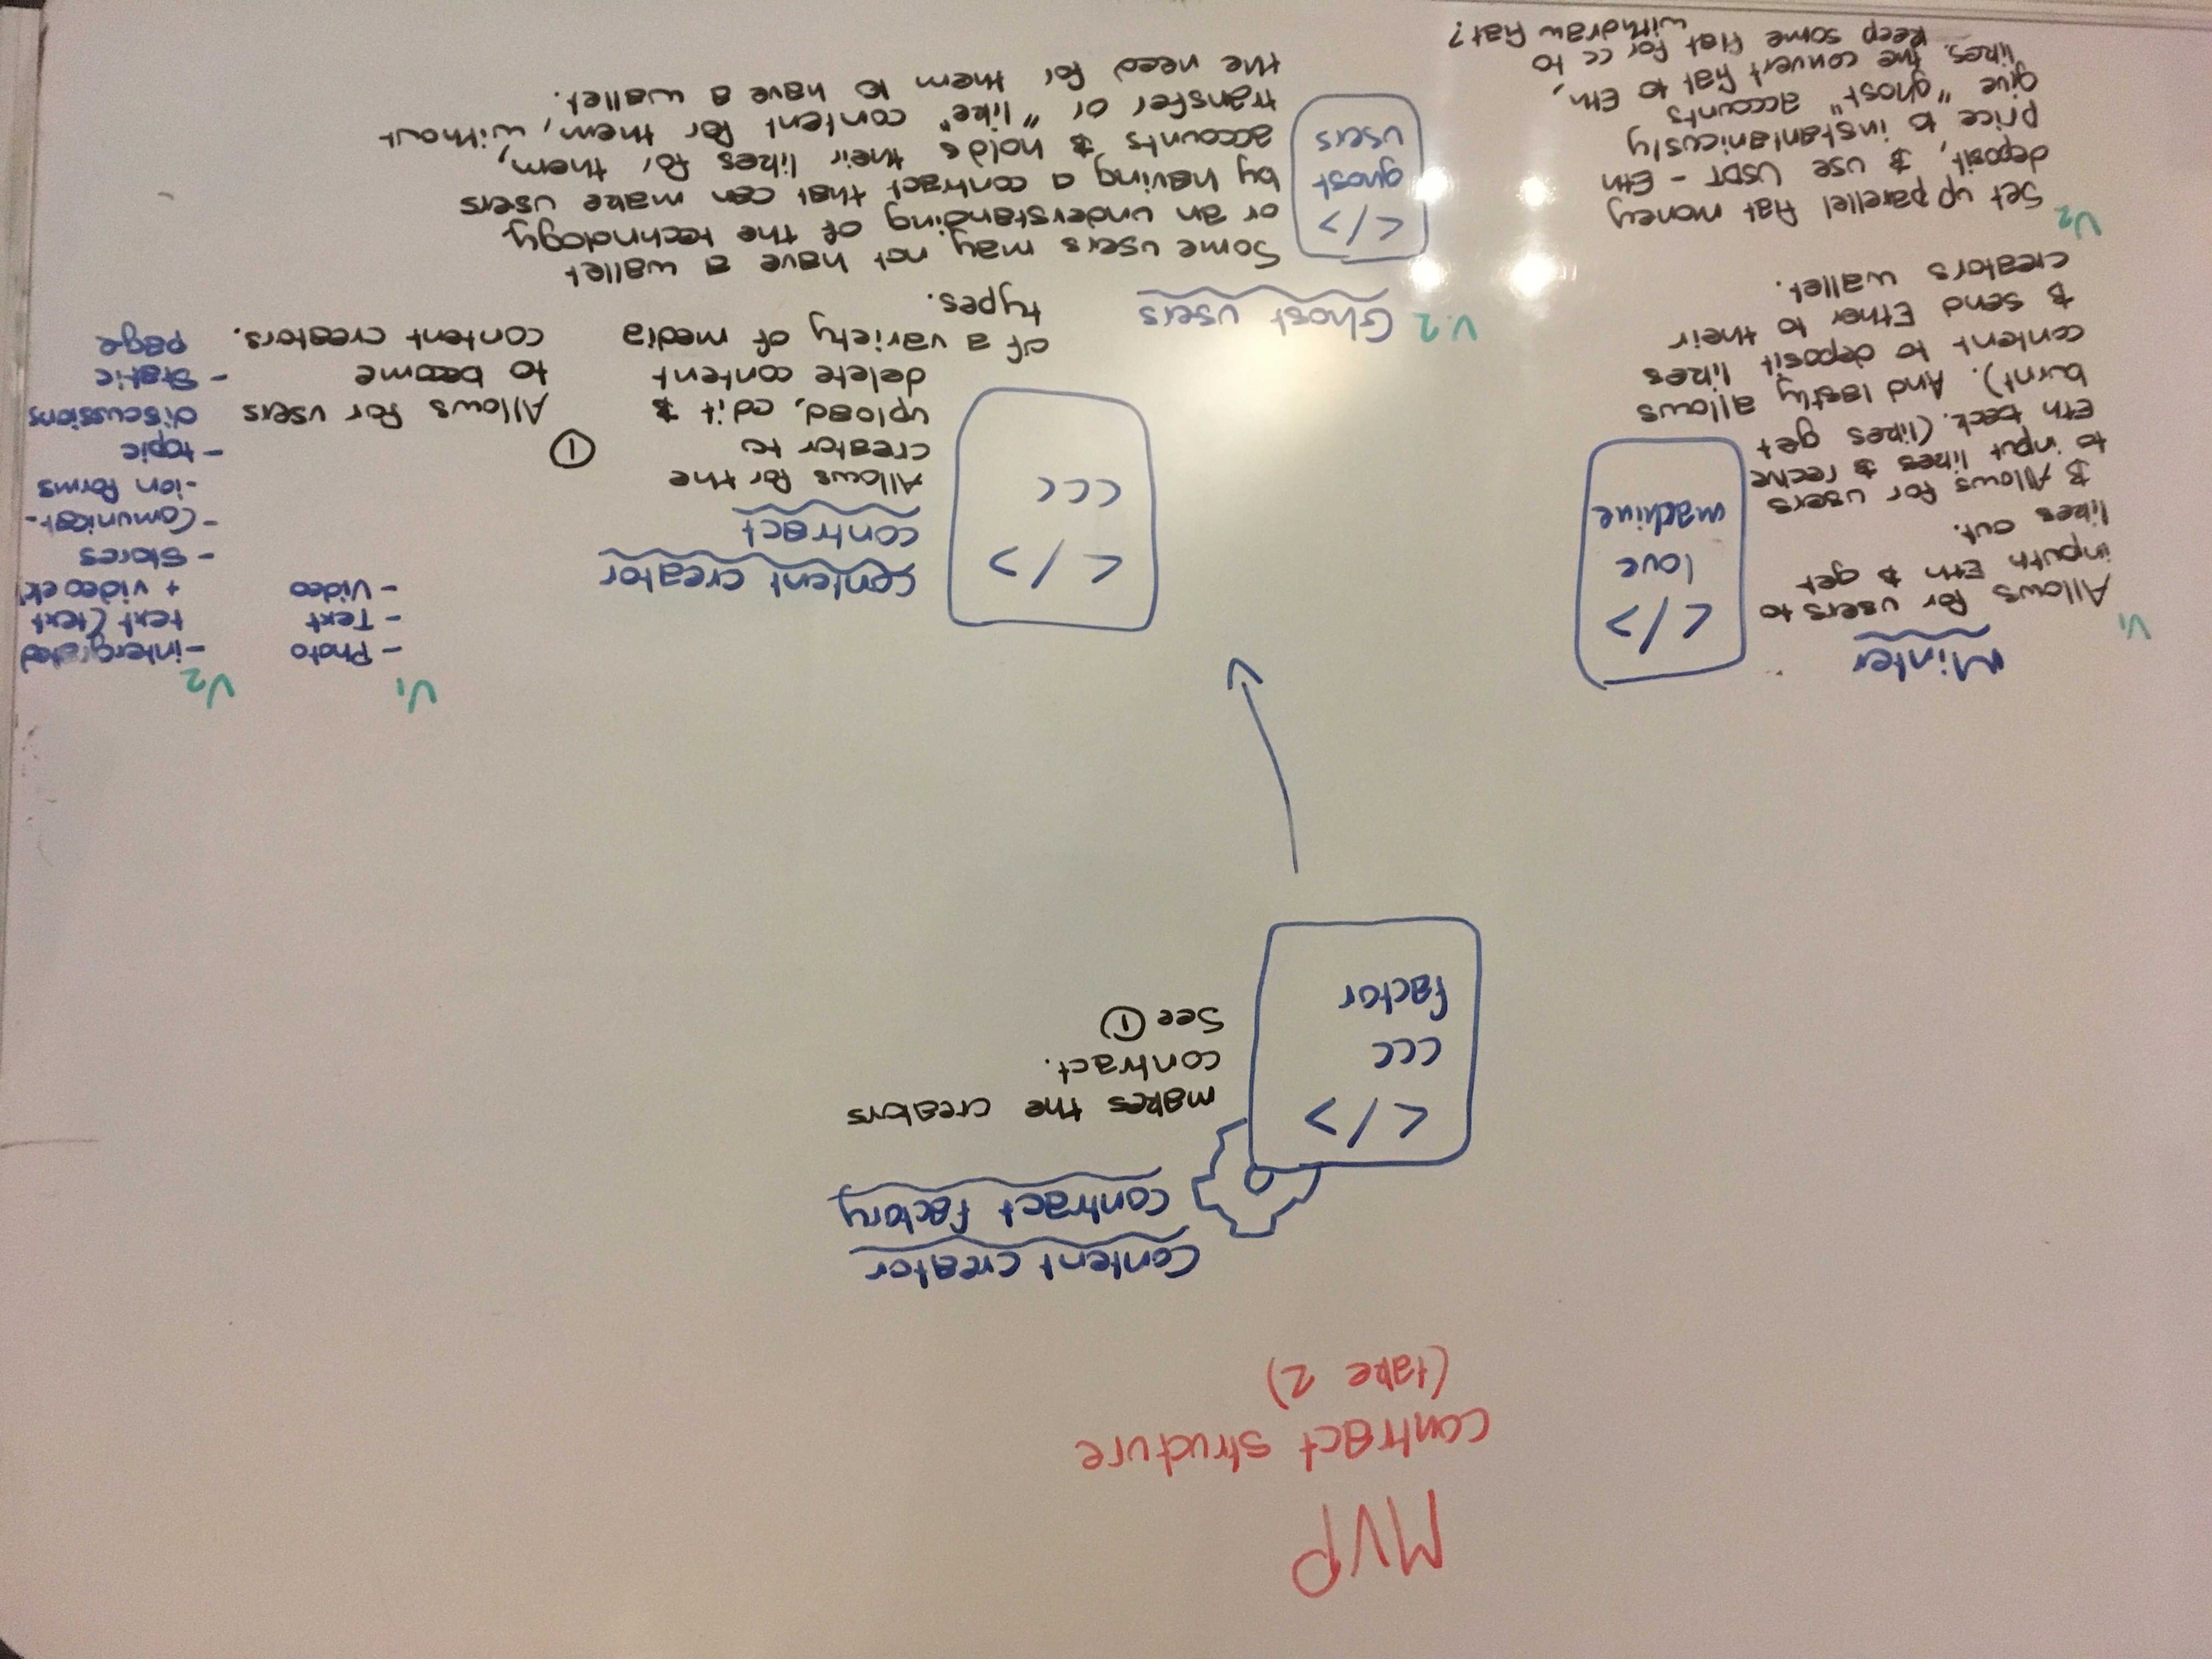 MVP
contract structure
(take 2)
Content creator
contract factory
</>
ccc
factor
makes the creators
contract.
See ①
Minter
</>
love
machine
V1
Allows for users to
inputh Eth & get
likes out.
& Allows for users
to input likes & recive
Eth back. (likes get
burnt). And lastly allows
content to deposit likes
& send Ether to their
creators wallet.
V2
Set up parellel fiat money
deposit, & use USDT - Eth
price to instantaniously
give "ghost" accounts
likes. the convert fiat to Eth,
Keep some fiat for cc to
withdraw fiat?
</>
ccc
Content creator
contract
Allows for the
creator to
upload, edit &
delete content
of a variety of media
types.
①
Allows for users
to become
content creators.
V1
- Photo
- Text
- Video
V2
- intergrated
text (text
+ video etc
- Stores
- Comunicat-
-ion forms
- topic
discussions
- Static
page
V.2 Ghost users
</>
ghost
users
Some users may not have a wallet
or an understanding of the technology.
by having a contract that can make users
accounts & holds their likes for them,
transfer or "like" content for them, without
the need for them to have a wallet.